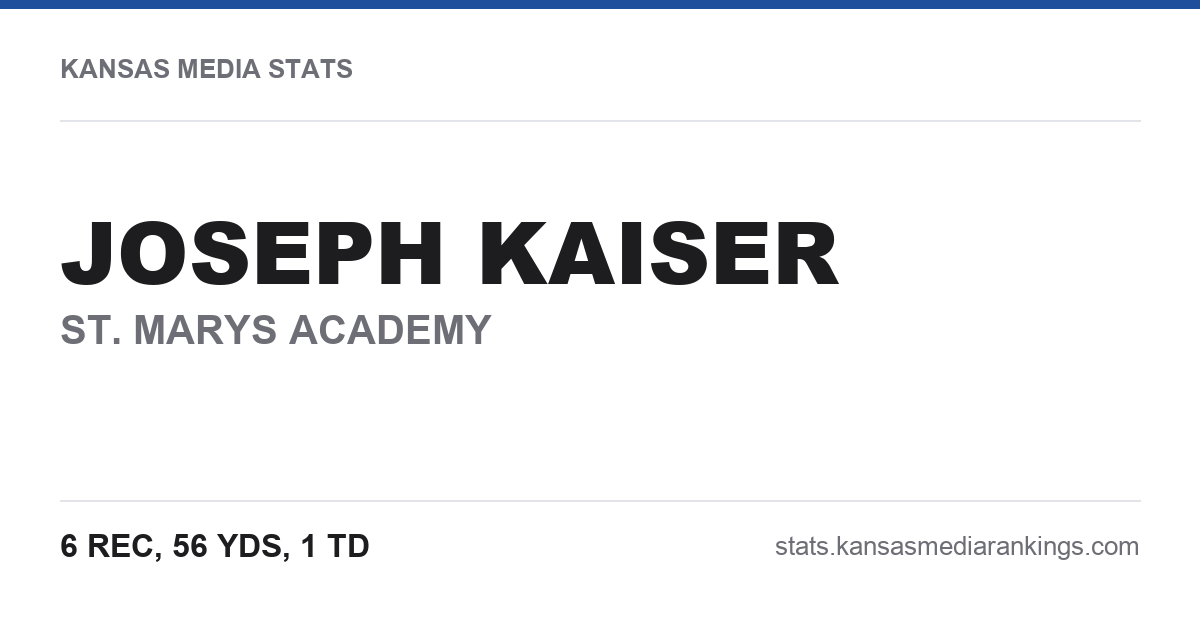 KANSAS MEDIA STATS
JOSEPH KAISER
ST. MARYS ACADEMY
6 REC, 56 YDS, 1 TD
stats.kansasmediarankings.com